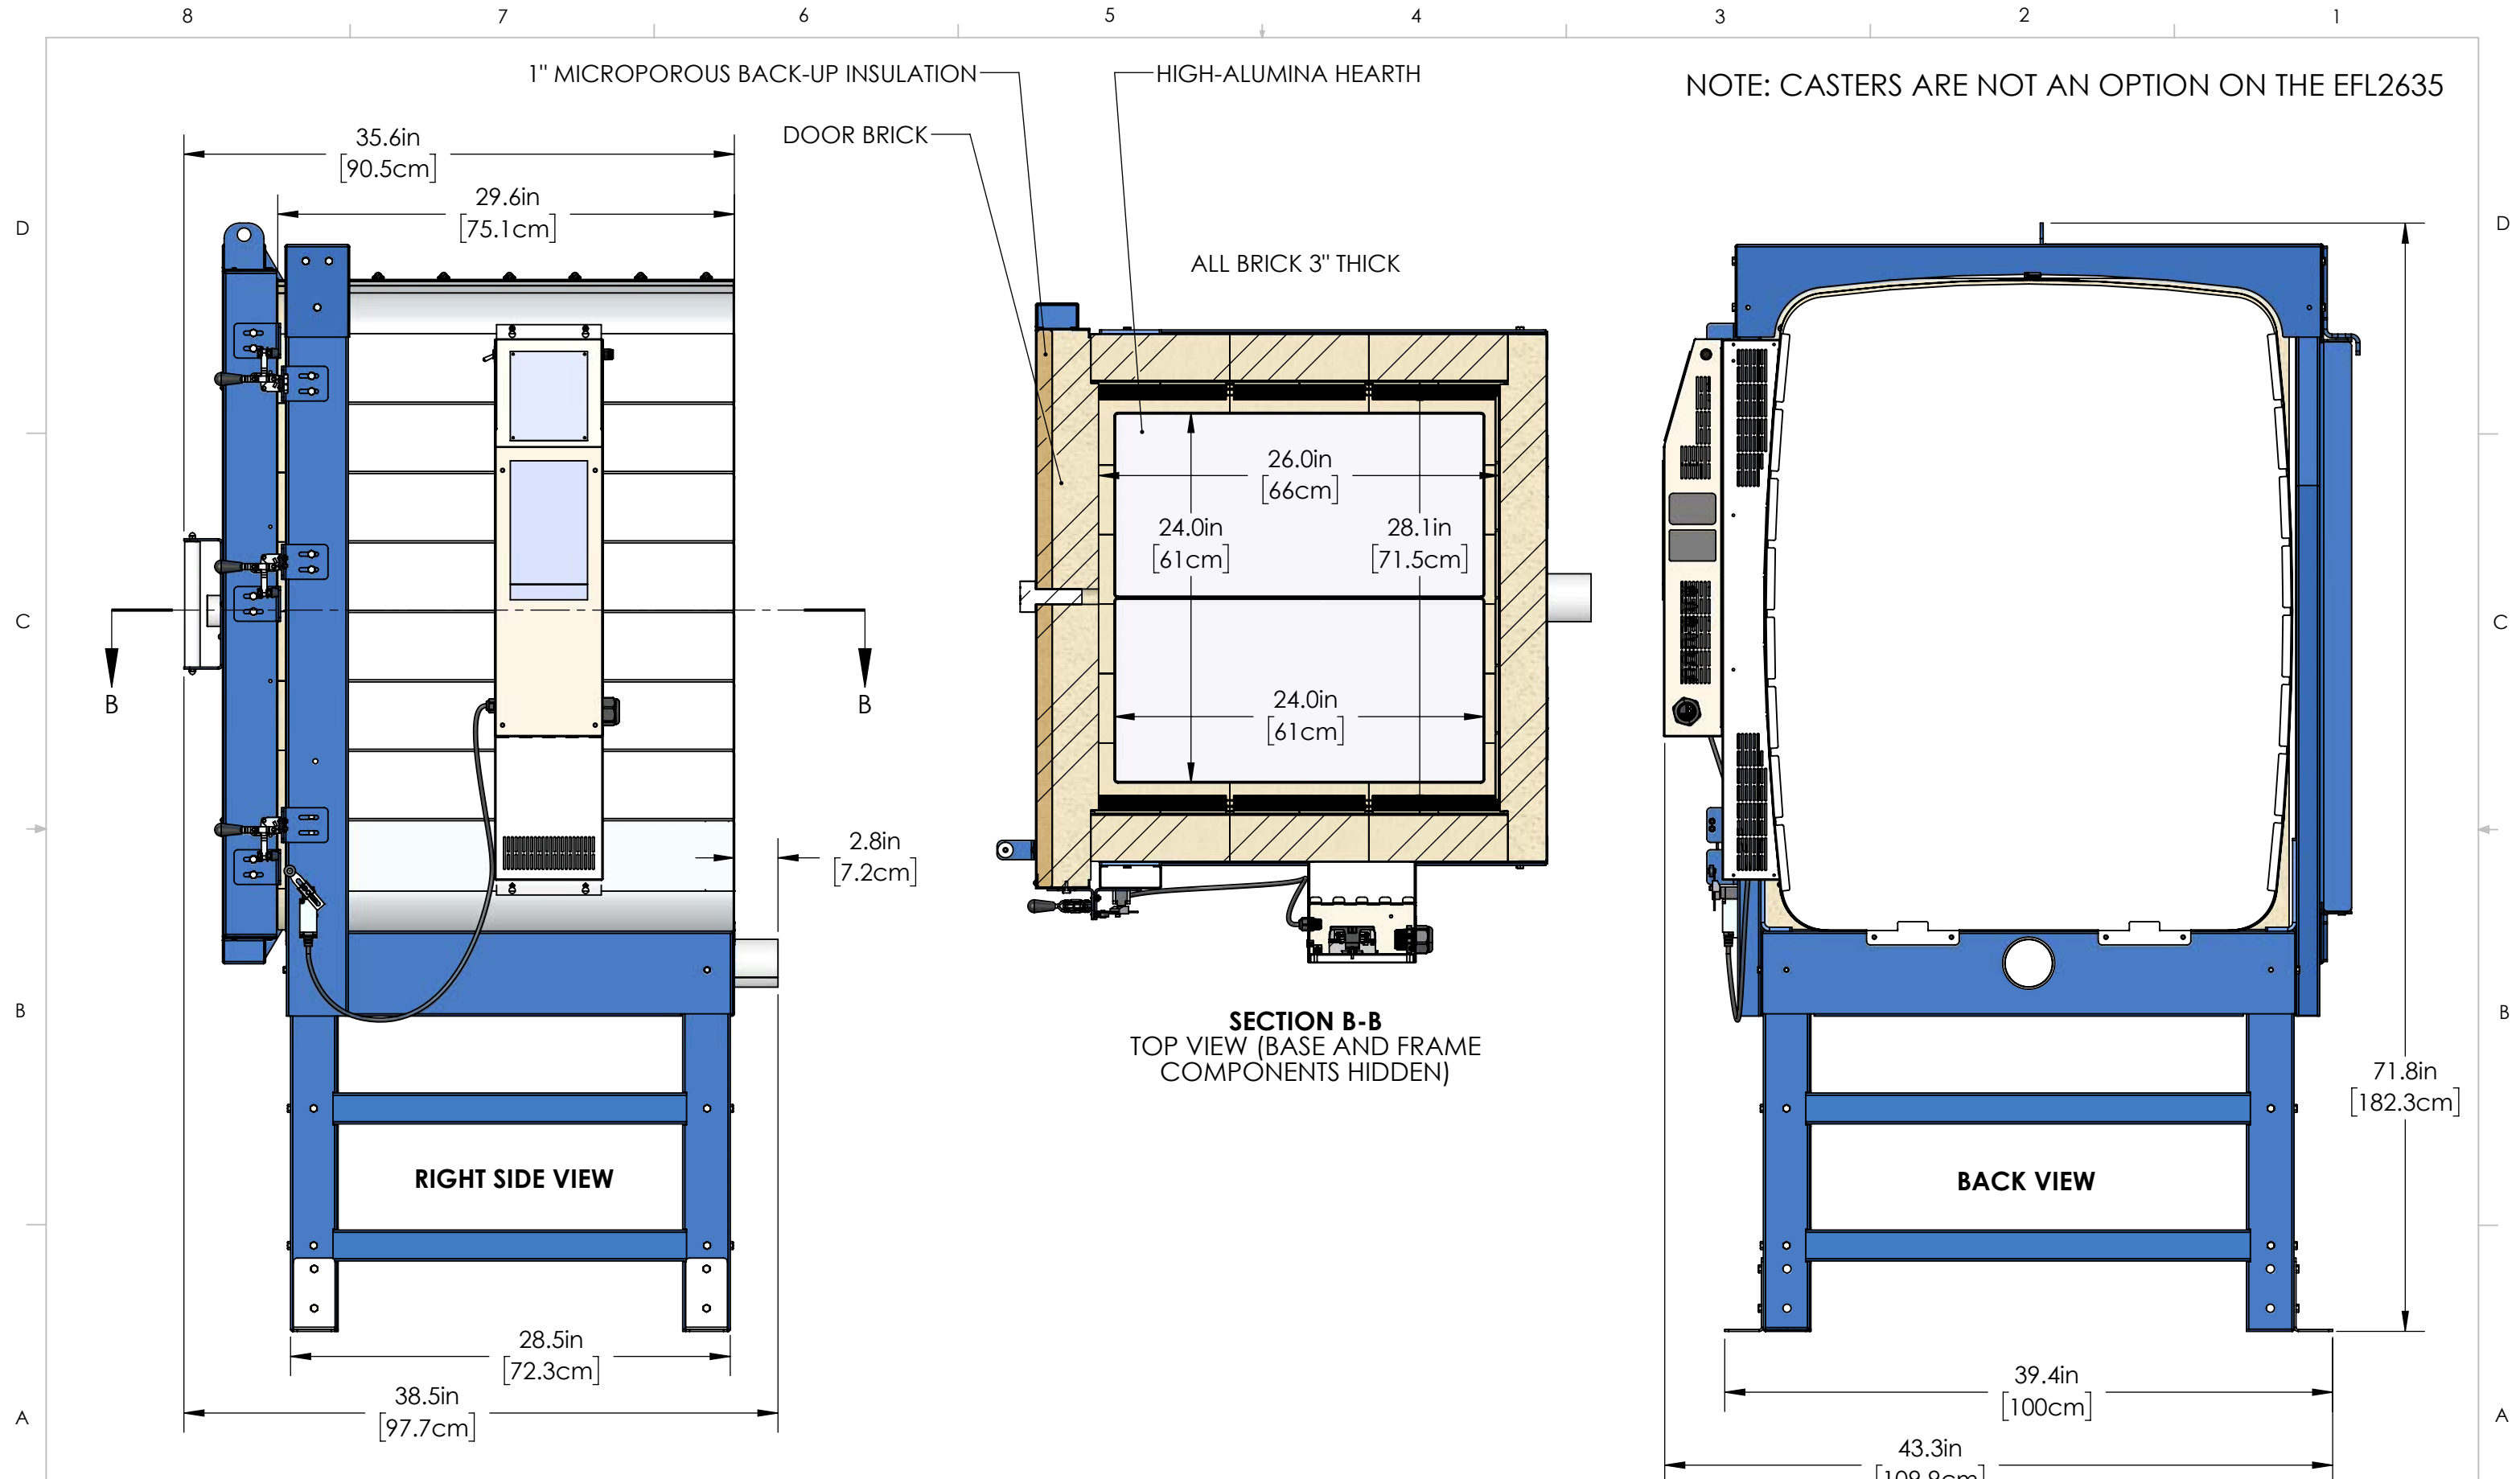 8 7 6 5 4 3 2 1
1" MICROPOROUS BACK-UP INSULATION
HIGH-ALUMINA HEARTH
NOTE: CASTERS ARE NOT AN OPTION ON THE EFL2635
DOOR BRICK
35.6in
[90.5cm]
29.6in
[75.1cm]
D
D
ALL BRICK 3" THICK
26.0in
[66cm]
24.0in
[61cm]
28.1in
[71.5cm]
24.0in
[61cm]
C
C
B
B
2.8in
[7.2cm]
B
B
SECTION B-B
TOP VIEW (BASE AND FRAME
COMPONENTS HIDDEN)
71.8in
[182.3cm]
RIGHT SIDE VIEW
BACK VIEW
28.5in
[72.3cm]
38.5in
[97.7cm]
39.4in
[100cm]
A
A
43.3in
[109.9cm]